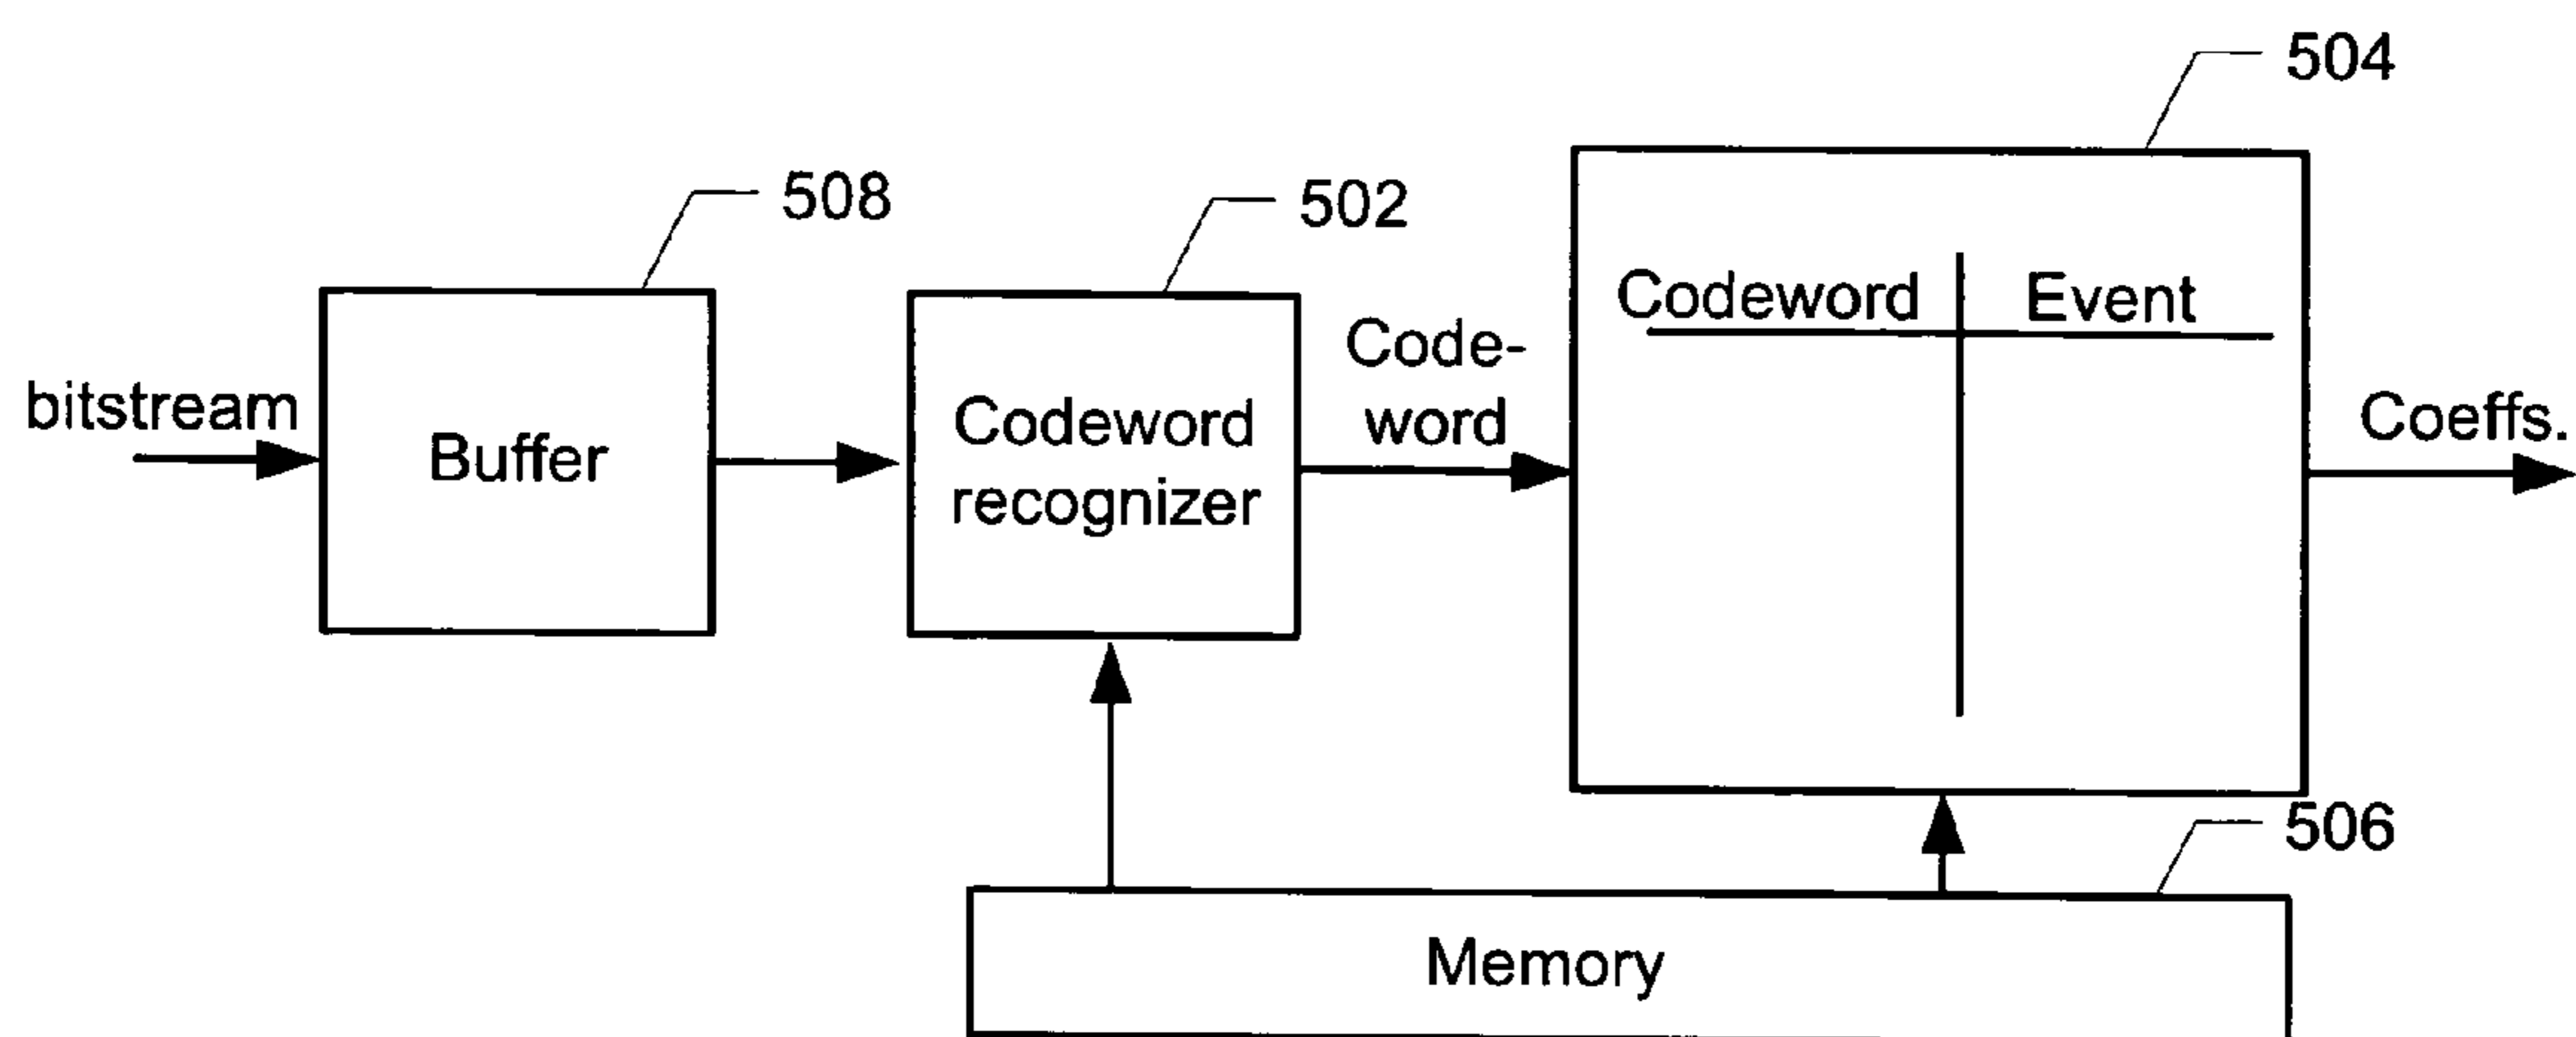 504
508
502
Codeword Event
Code-
word
bitstream
Buffer
Codeword
recognizer
Coeffs.
506
Memory